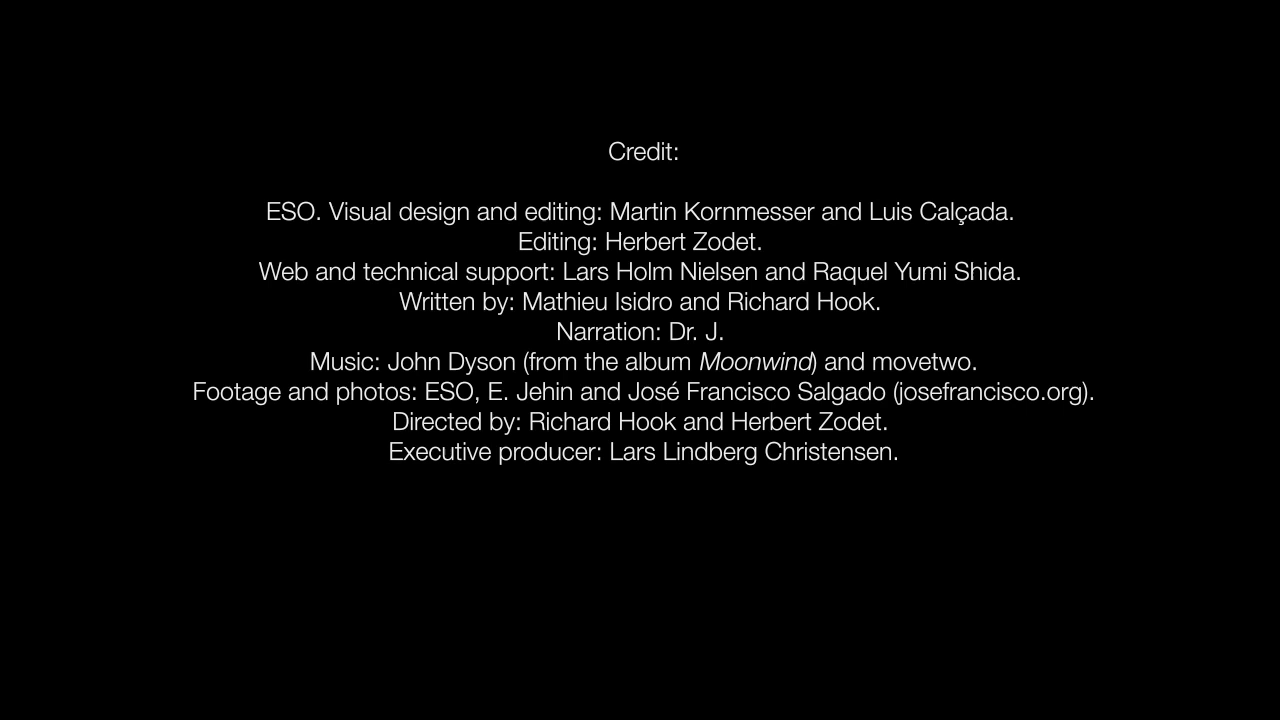 Credit:
ESO. Visual design and editing: Martin Kornmesser and Luis Calçada.
Editing: Herbert Zodet.
Web and technical support: Lars Holm Nielsen and Raquel Yumi Shida.
Written by: Mathieu Isidro and Richard Hook.
Narration: Dr. J.
Music: John Dyson (from the album Moonwind) and movetwo.
Footage and photos: ESO, E. Jehin and José Francisco Salgado (josefrancisco.org).
Directed by: Richard Hook and Herbert Zodet.
Executive producer: Lars Lindberg Christensen.